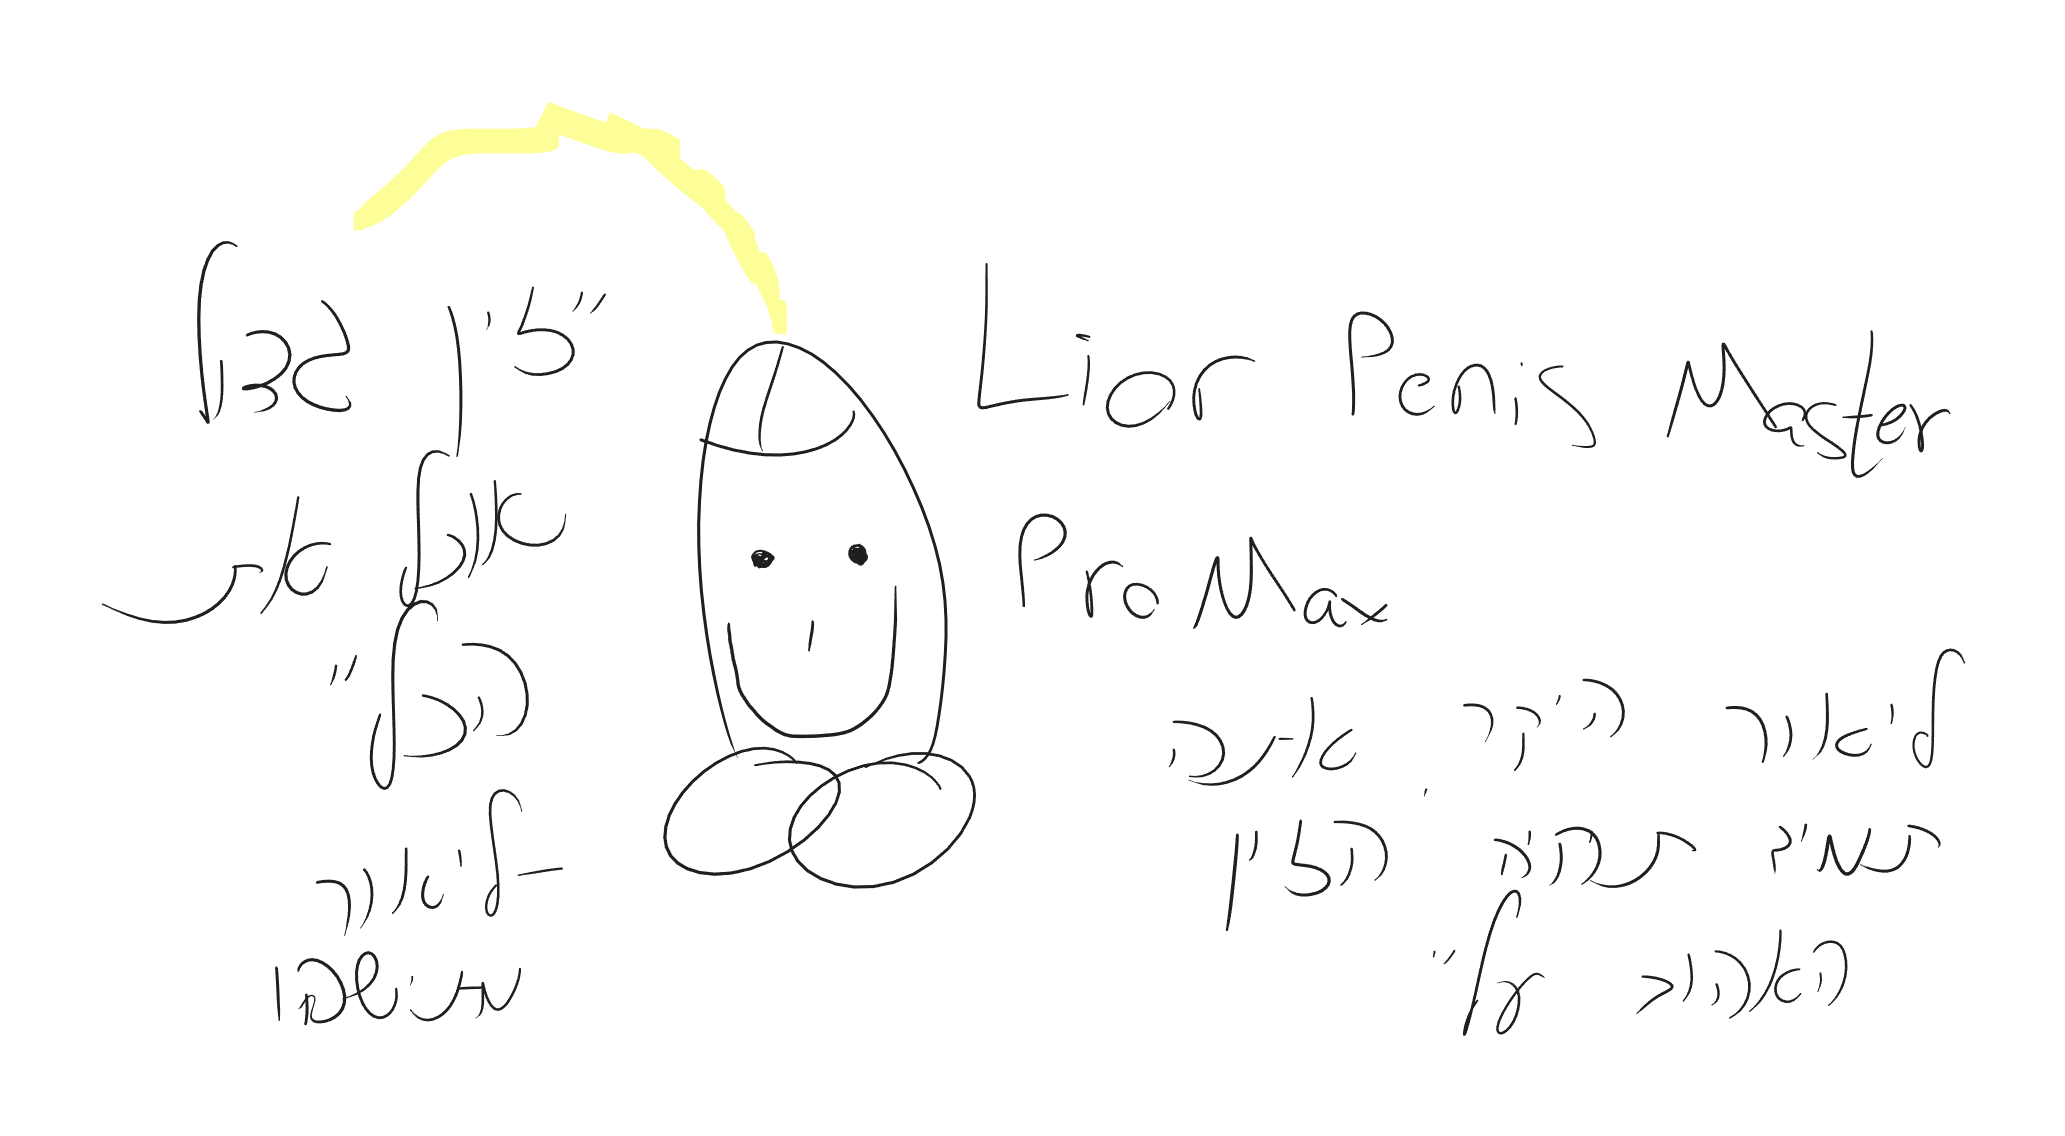 Lior Penis Master
Pro Max
ליאור היקר אתה
תמיד תהיה הזין
האהוב עלי"
"זין גדול
אוכל את
הכל"
-ליאור
מתישהו